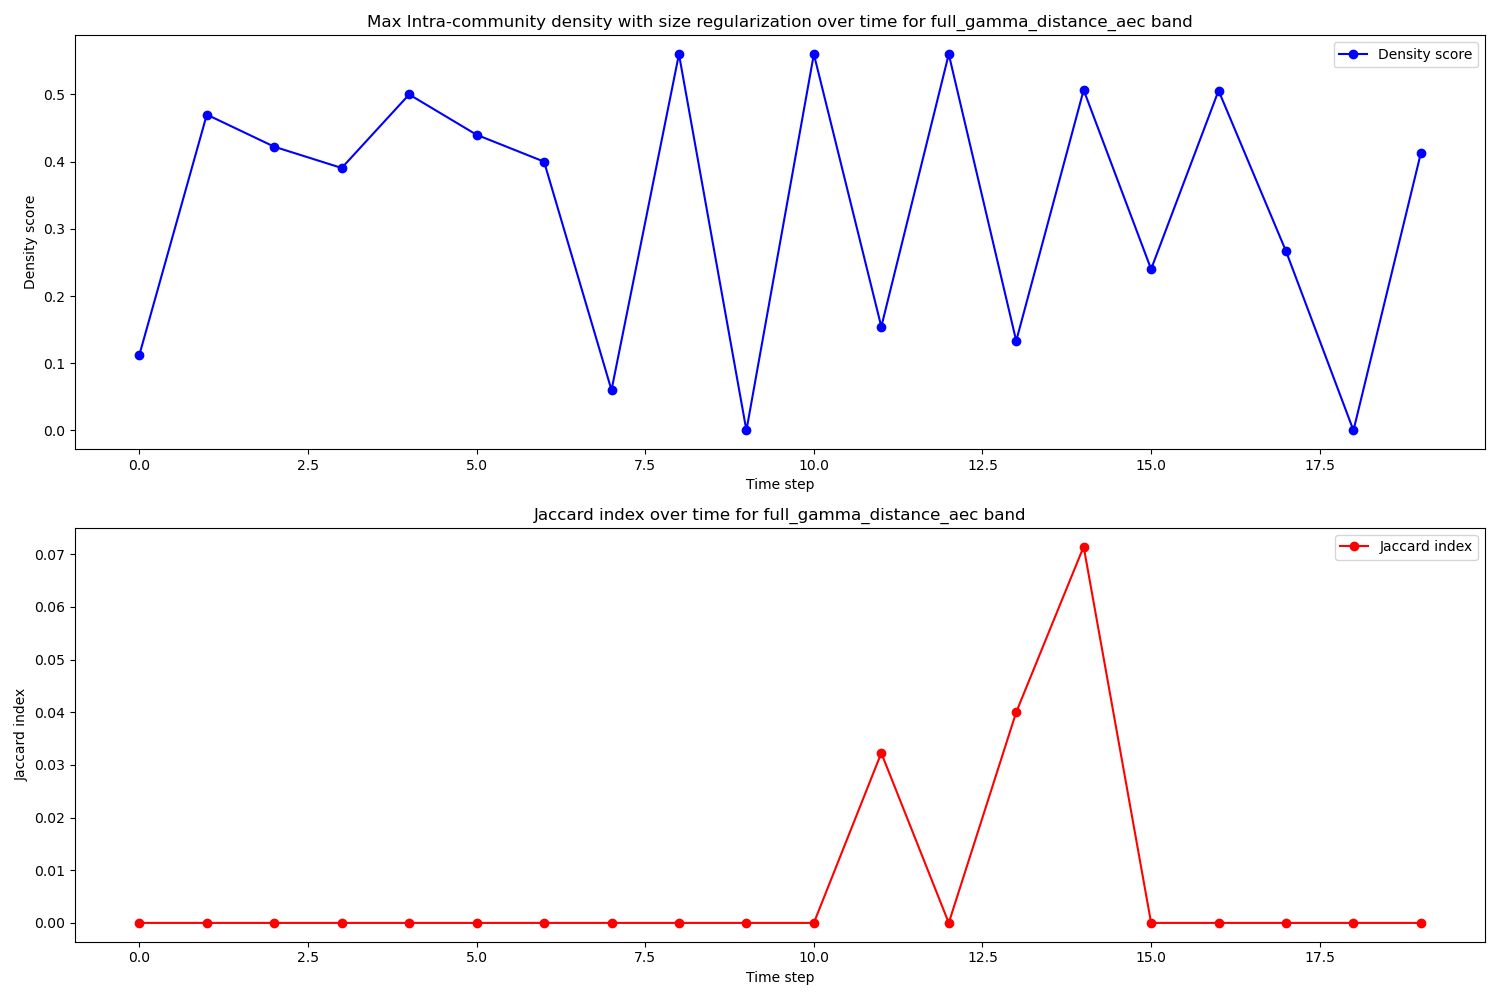 Max Intra-community density with size regularization over time for full_gamma_distance_aec band
Density score
Density score
0.5
0.4
0.3
0.2
0.1
0.0
0.0 2.5 5.0 7.5 10.0 12.5 15.0 17.5
Time step
Jaccard index over time for full_gamma_distance_aec band
Jaccard index
Jaccard index
0.07
0.06
0.05
0.04
0.03
0.02
0.01
0.00
0.0 2.5 5.0 7.5 10.0 12.5 15.0 17.5
Time step